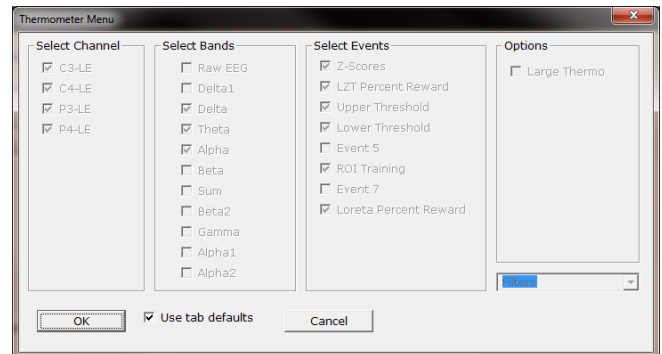 Thermometer Menu
Select Channel
C3-LE
C4-LE
P3-LE
P4-LE
Select Bands
Raw EEG
Delta1
Delta
Theta
Alpha
Beta
Sum
Beta2
Gamma
Alpha1
Alpha2
Select Events
Z-Scores
LZT Percent Reward
Upper Threshold
Lower Threshold
Event 5
ROI Training
Event 7
Loreta Percent Reward
Options
Large Thermo
Filters
OK
Use tab defaults
Cancel